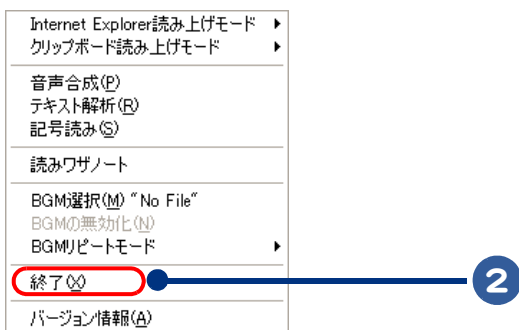 Internet Explorer読み上げモード
クリップボード読み上げモード
音声合成(P)
テキスト解析(R)
記号読み(S)
読みワザノート
BGM選択(M) "No File"
BGMの無効化(N)
BGMリピートモード
終了(X)
2
バージョン情報(A)